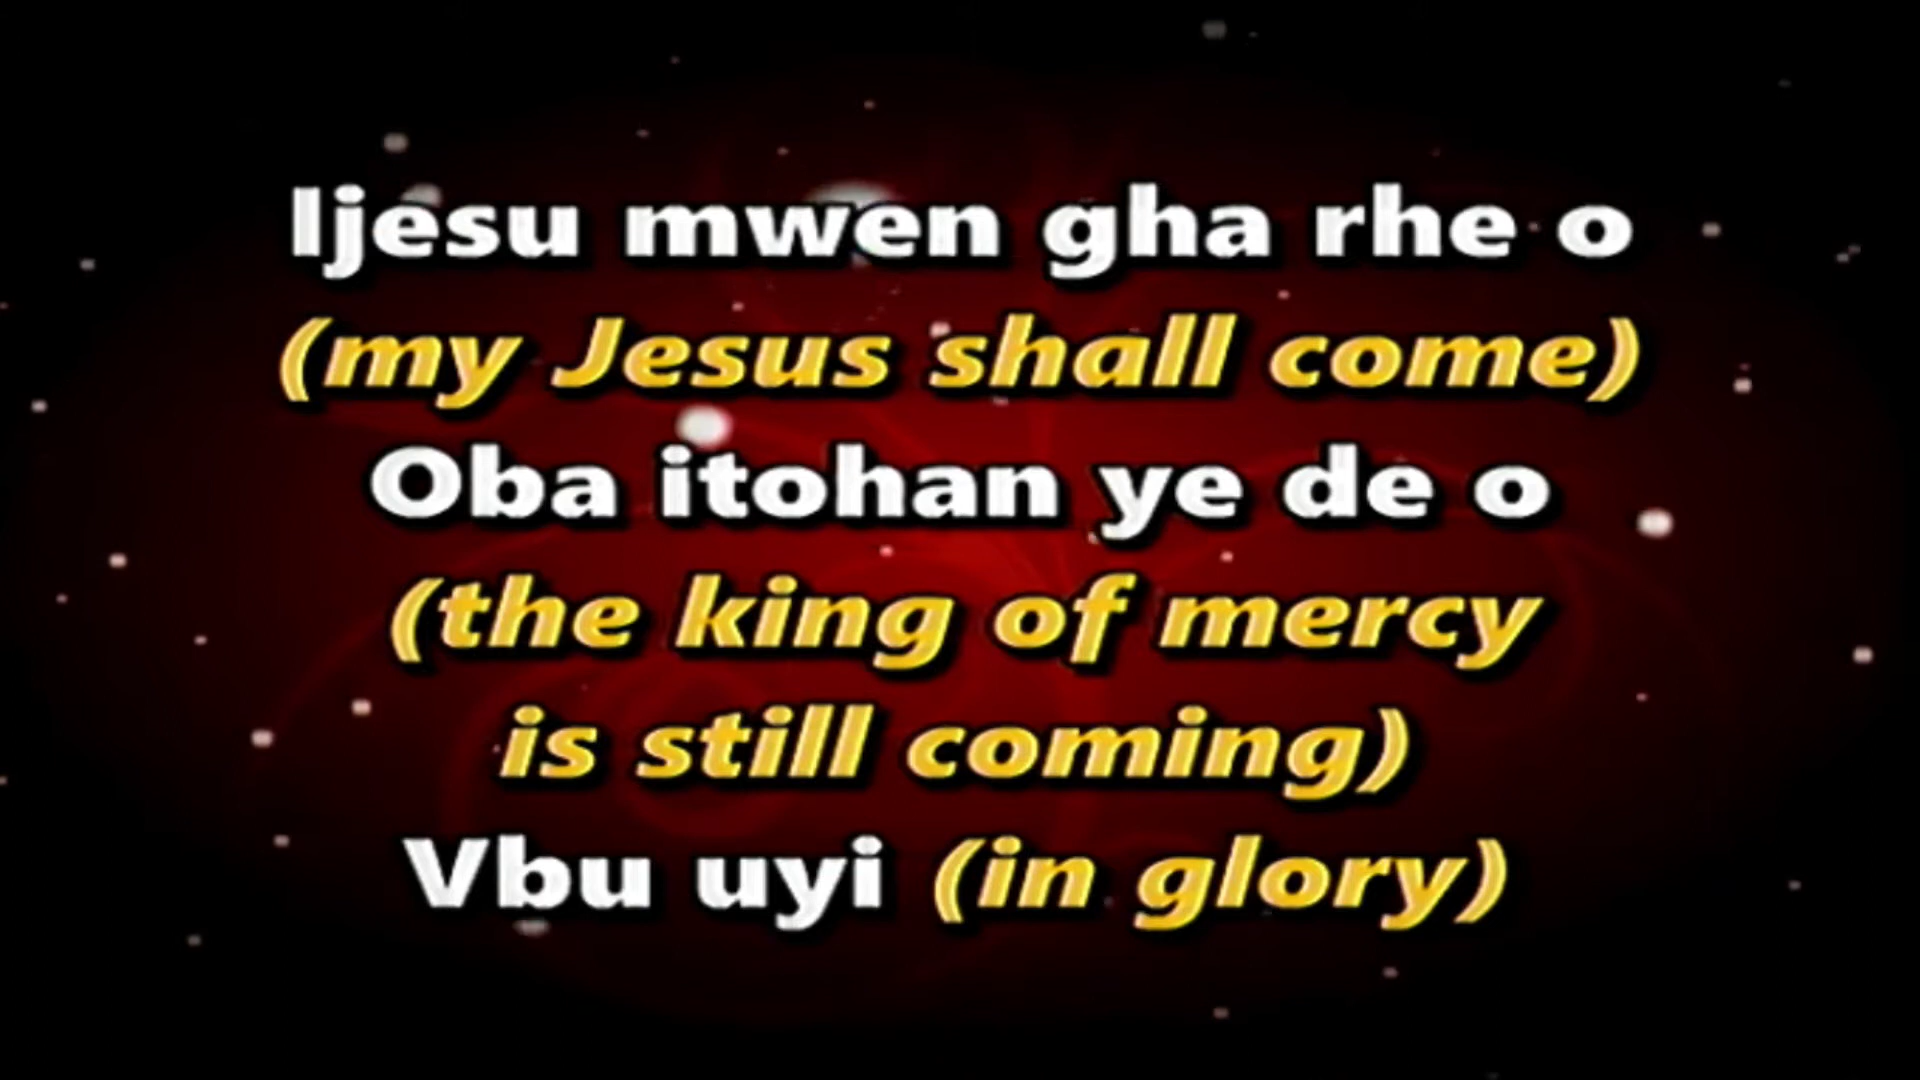 Ijesu mwen gha rhe o
(my Jesus shall come)
Oba itohan ye de o
(the king of mercy
is still coming)
Vbu uyi (in glory)